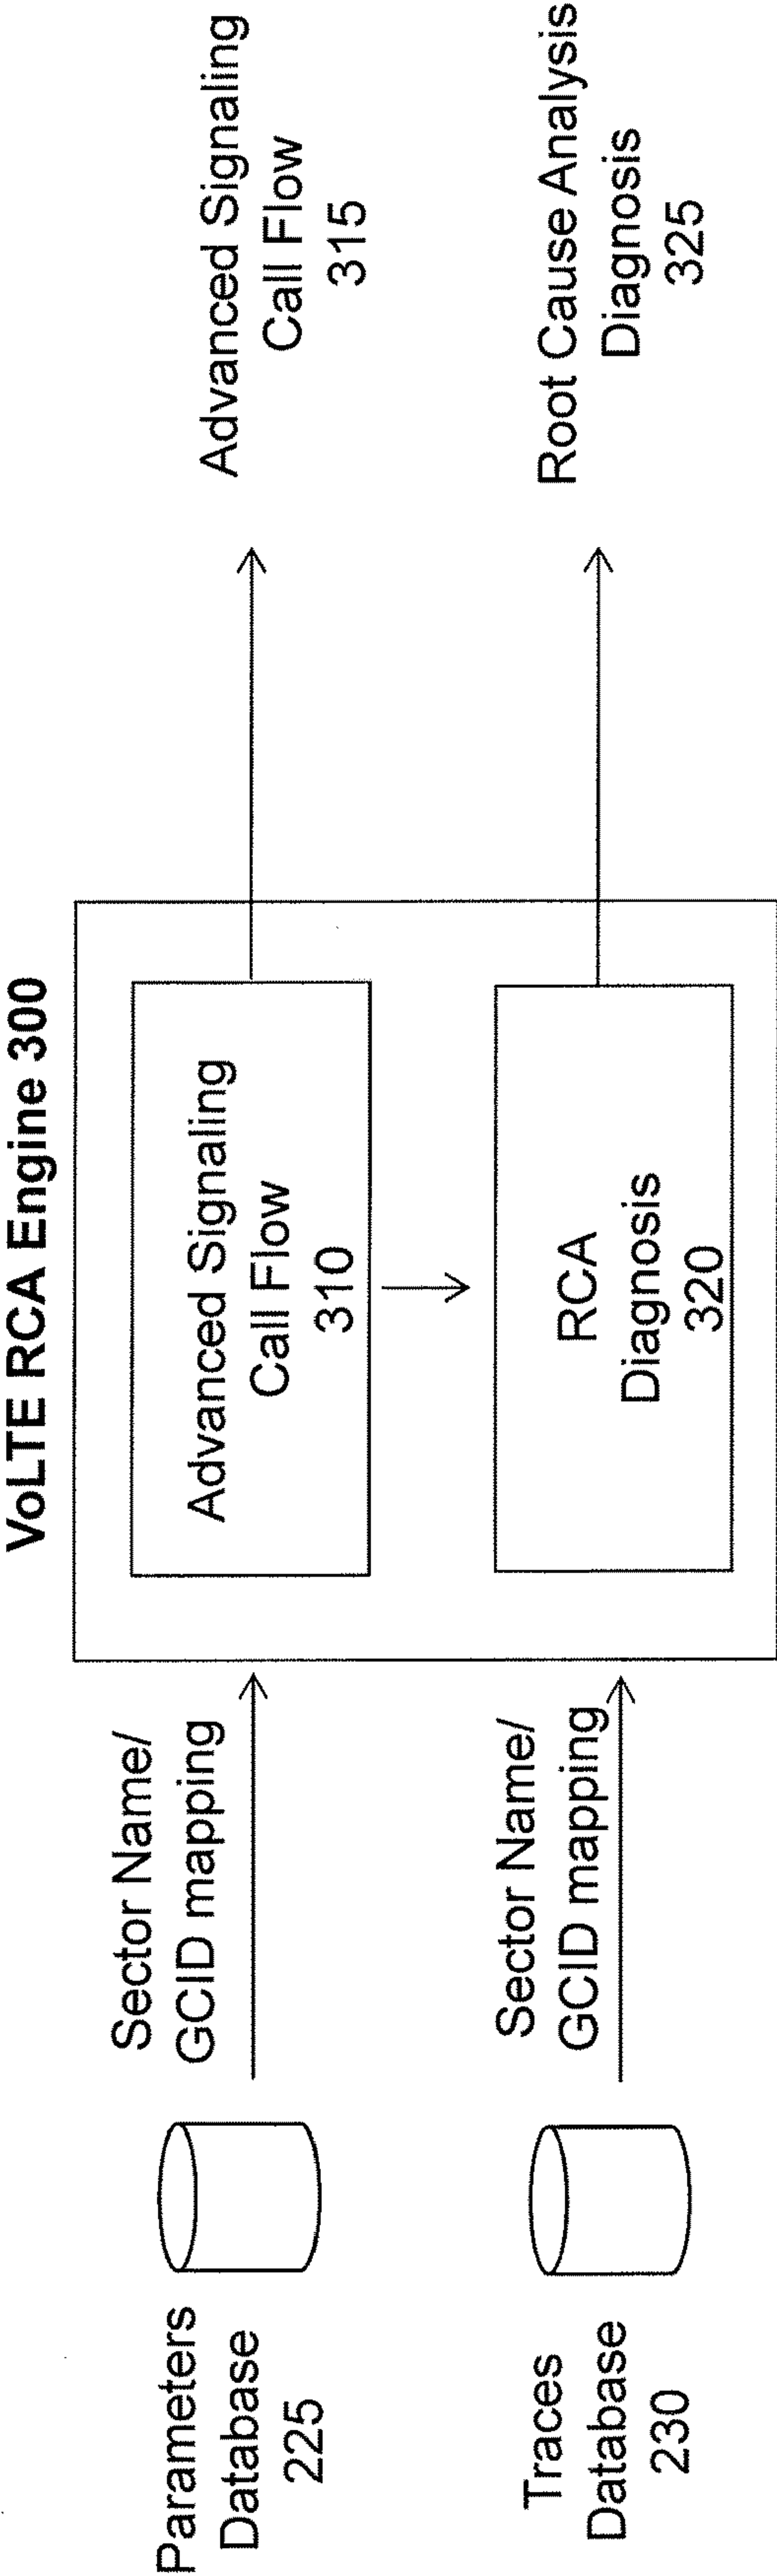 VoLTE RCA Engine 300
Parameters
Database
225
Sector Name/
GCID mapping
Advanced Signaling
Call Flow
310
Advanced Signaling
Call Flow
315
Traces
Database
230
Sector Name/
GCID mapping
RCA
Diagnosis
320
Root Cause Analysis
Diagnosis
325